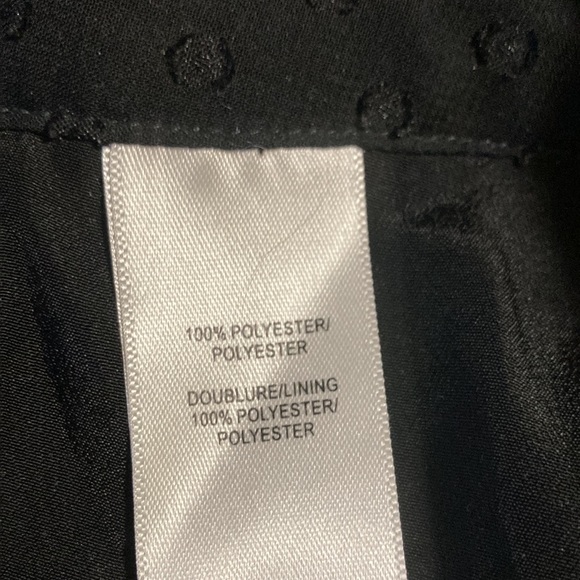 100% POLYESTER/
POLYESTER
DOUBLURE/LINING
100% POLYESTER/
POLYESTER